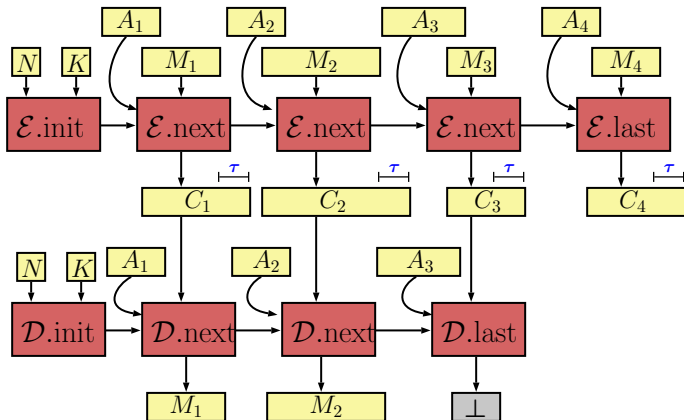 A₁ A₂ A₃ A₄
N K M₁ M₂ M₃ M₄
ℰ.init ℰ.next ℰ.next ℰ.next ℰ.last
τ τ τ τ
C₁ C₂ C₃ C₄
N K A₁ A₂ A₃
𝒟.init 𝒟.next 𝒟.next 𝒟.last
M₁ M₂ ⊥